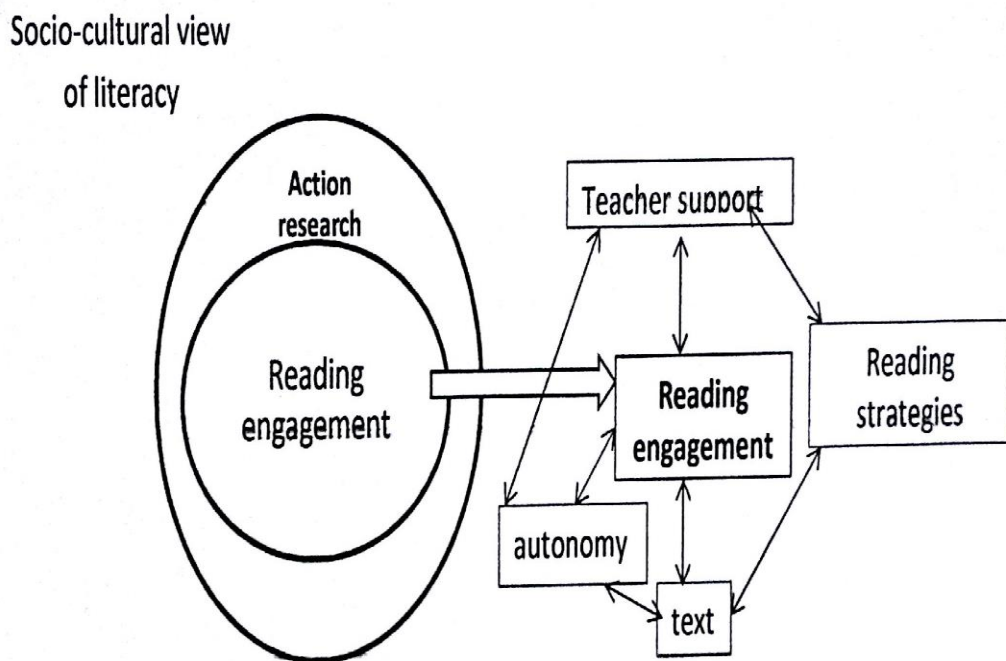 Socio-cultural view
of literacy
Action
research
Reading
engagement
Teacher support
Reading
engagement
Reading
strategies
autonomy
text